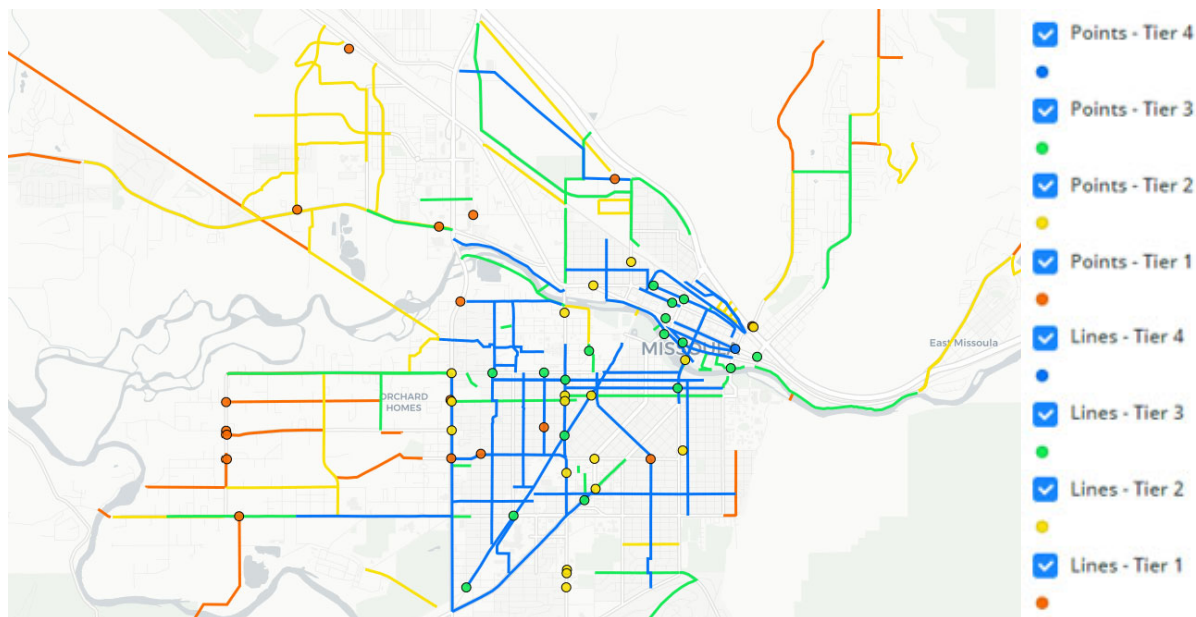 Points - Tier 4
Points - Tier 3
Points - Tier 2
Points - Tier 1
Lines - Tier 4
Lines - Tier 3
Lines - Tier 2
Lines - Tier 1
MISSOULA
East Missoula
ORCHARD
HOMES